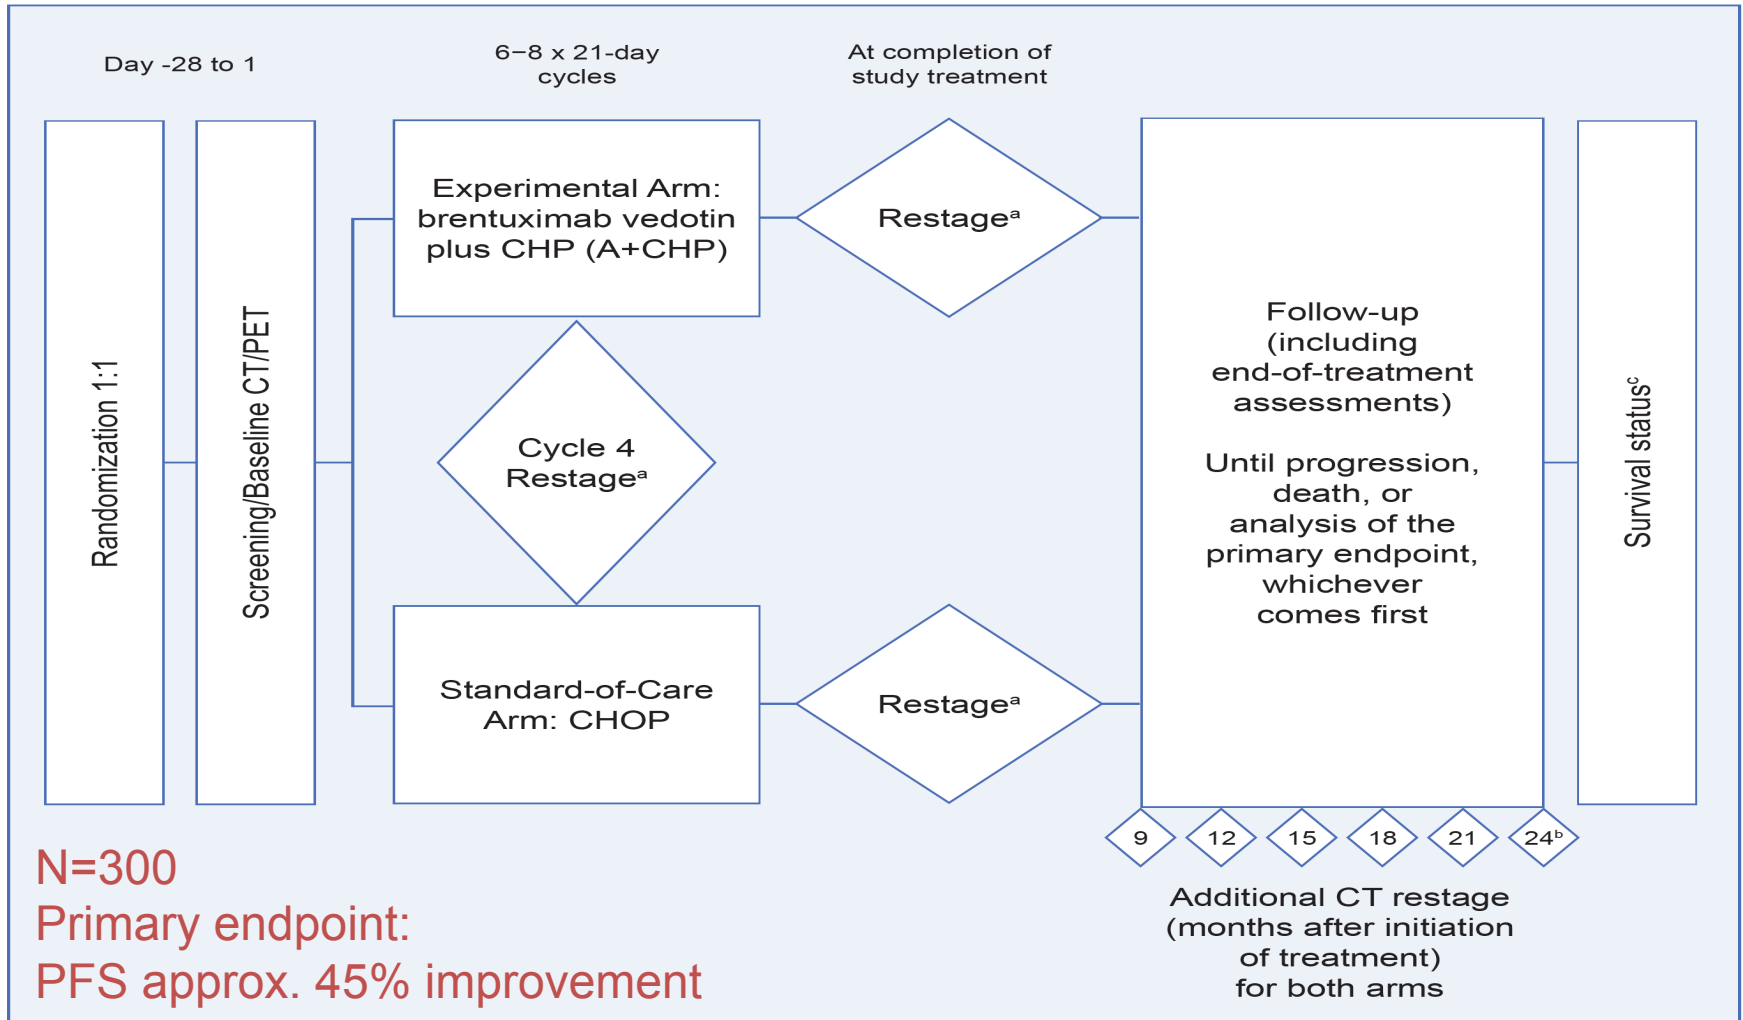 Day -28 to 1
6−8 x 21-day
cycles
At completion of
study treatment
Randomization 1:1
Screening/Baseline CT/PET
Experimental Arm:
brentuximab vedotin
plus CHP (A+CHP)
Cycle 4
Restageᵃ
Standard-of-Care
Arm: CHOP
Restageᵃ
Restageᵃ
Follow-up
(including
end-of-treatment
assessments)
Until progression,
death, or
analysis of the
primary endpoint,
whichever
comes first
Survival statusᶜ
9 12 15 18 21 24ᵇ
Additional CT restage
(months after initiation
of treatment)
for both arms
N=300
Primary endpoint:
PFS approx. 45% improvement